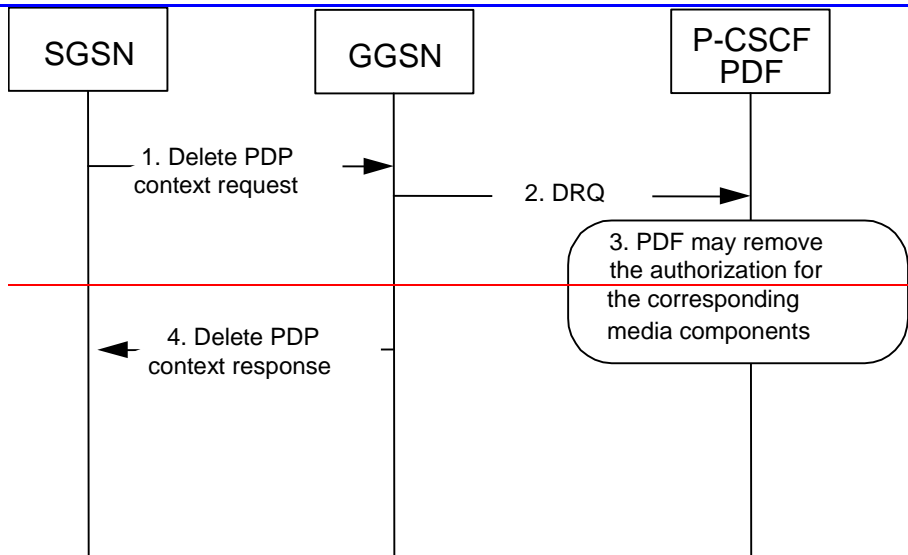 SGSN
GGSN
P-CSCF
PDF
1. Delete PDP
context request
2. DRQ
3. PDF may remove
the authorization for
the corresponding
media components
4. Delete PDP
context response